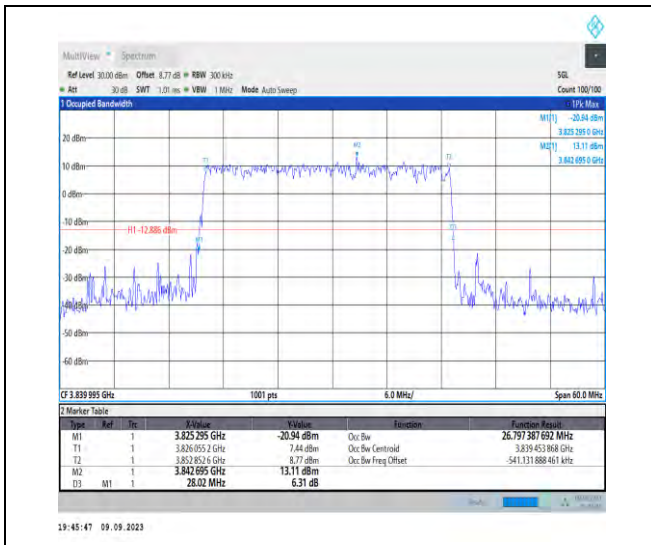 MultiView Spectrum
Ref Level 30.00 dBm Offset 8.77 dB RBW 300 kHz SGL
Att 30 dB SWT 1.01 ms VBW 1 MHz Mode Auto Sweep Count 100/100
1 Occupied Bandwidth 1Pk Max
M1[1] -20.94 dBm
3.825 295 0 GHz
M2[1] 13.11 dBm
3.842 695 0 GHz
20 dBm
M2
T1 T2
10 dBm
0 dBm
-10 dBm
H1 -12.886 dBm
M1
-20 dBm
-30 dBm
-40 dBm
-50 dBm
-60 dBm
CF 3.839 995 GHz 1001 pts 6.0 MHz/ Span 60.0 MHz
2 Marker Table
Type Ref Trc X-Value Y-Value Function Function Result
M1 1 3.825 295 GHz -20.94 dBm Occ Bw 26.797 387 692 MHz
T1 1 3.826 055 2 GHz 7.44 dBm Occ Bw Centroid 3.839 453 868 GHz
T2 1 3.852 852 6 GHz 8.77 dBm Occ Bw Freq Offset -541.131 888 461 kHz
M2 1 3.842 695 GHz 13.11 dBm
D3 M1 1 28.02 MHz 6.31 dB
19:45:47 09.09.2023